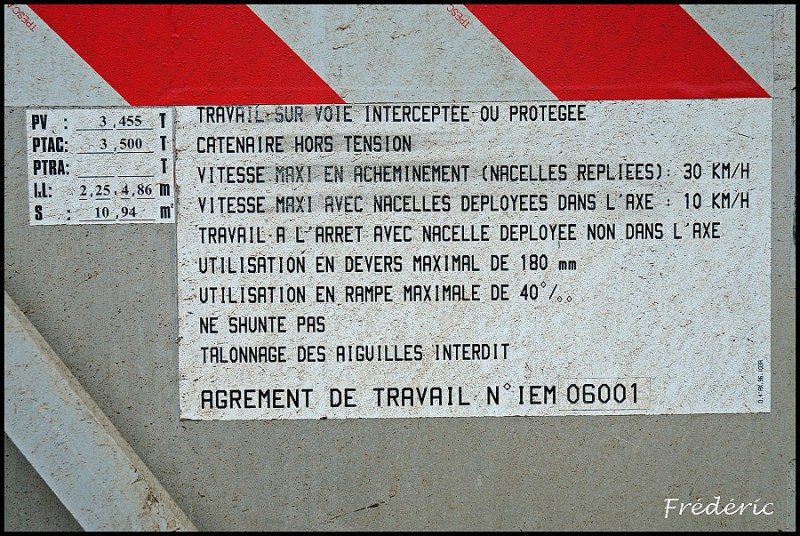 TPESC
TPESCA
PV : 3,455 T
PTAC: 3,500 T
PTRA: , T
l.L: 2,25.4,86 m
S : 10,94 m²
TRAVAIL SUR VOIE INTERCEPTEE OU PROTEGEE
CATENAIRE HORS TENSION
VITESSE MAXI EN ACHEMINEMENT (NACELLES REPLIEES): 30 KM/H
VITESSE MAXI AVEC NACELLES DEPLOYEES DANS L'AXE : 10 KM/H
TRAVAIL A L'ARRET AVEC NACELLE DEPLOYEE NON DANS L'AXE
UTILISATION EN DEVERS MAXIMAL DE 180 mm
UTILISATION EN RAMPE MAXIMALE DE 40°/००
NE SHUNTE PAS
TALONNAGE DES AIGUILLES INTERDIT
AGREMENT DE TRAVAIL N° IEM 06001
Frédéric